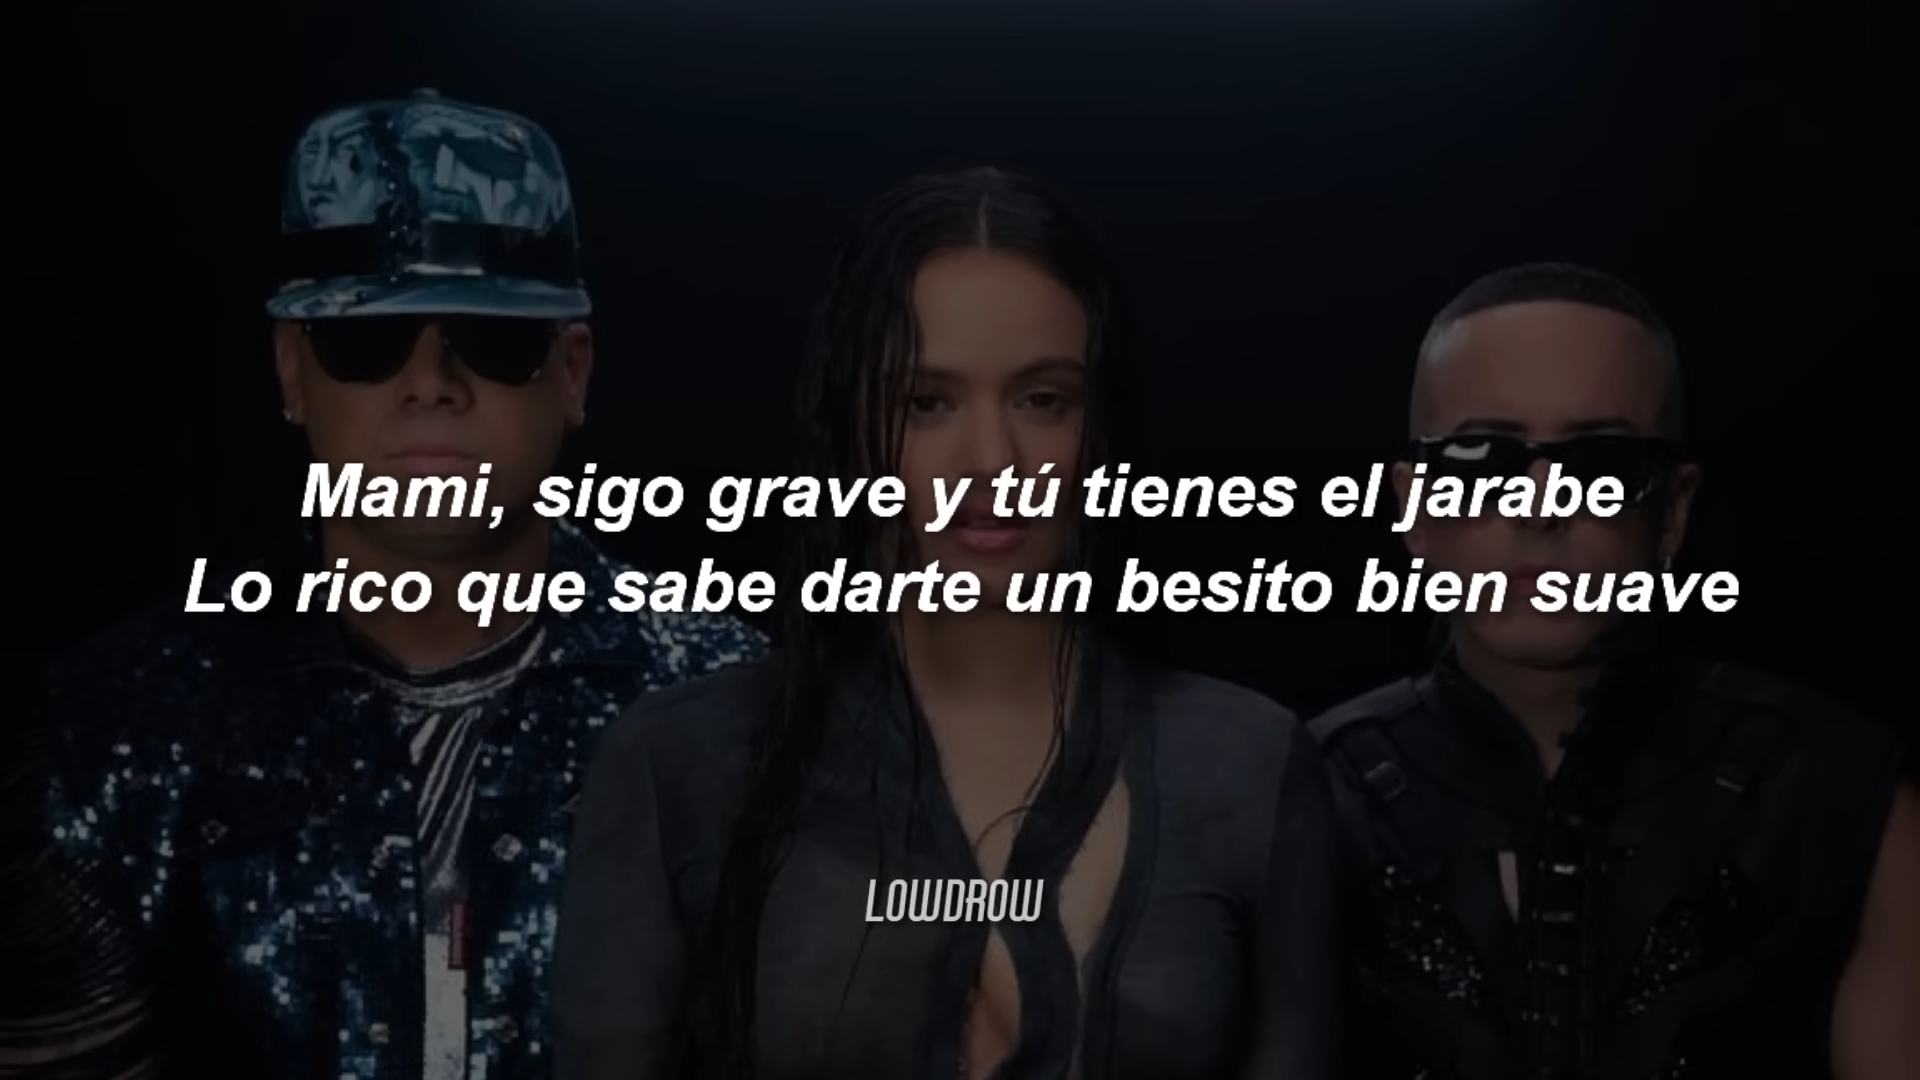 Mami, sigo grave y tú tienes el jarabe
Lo rico que sabe darte un besito bien suave
LOWDROW